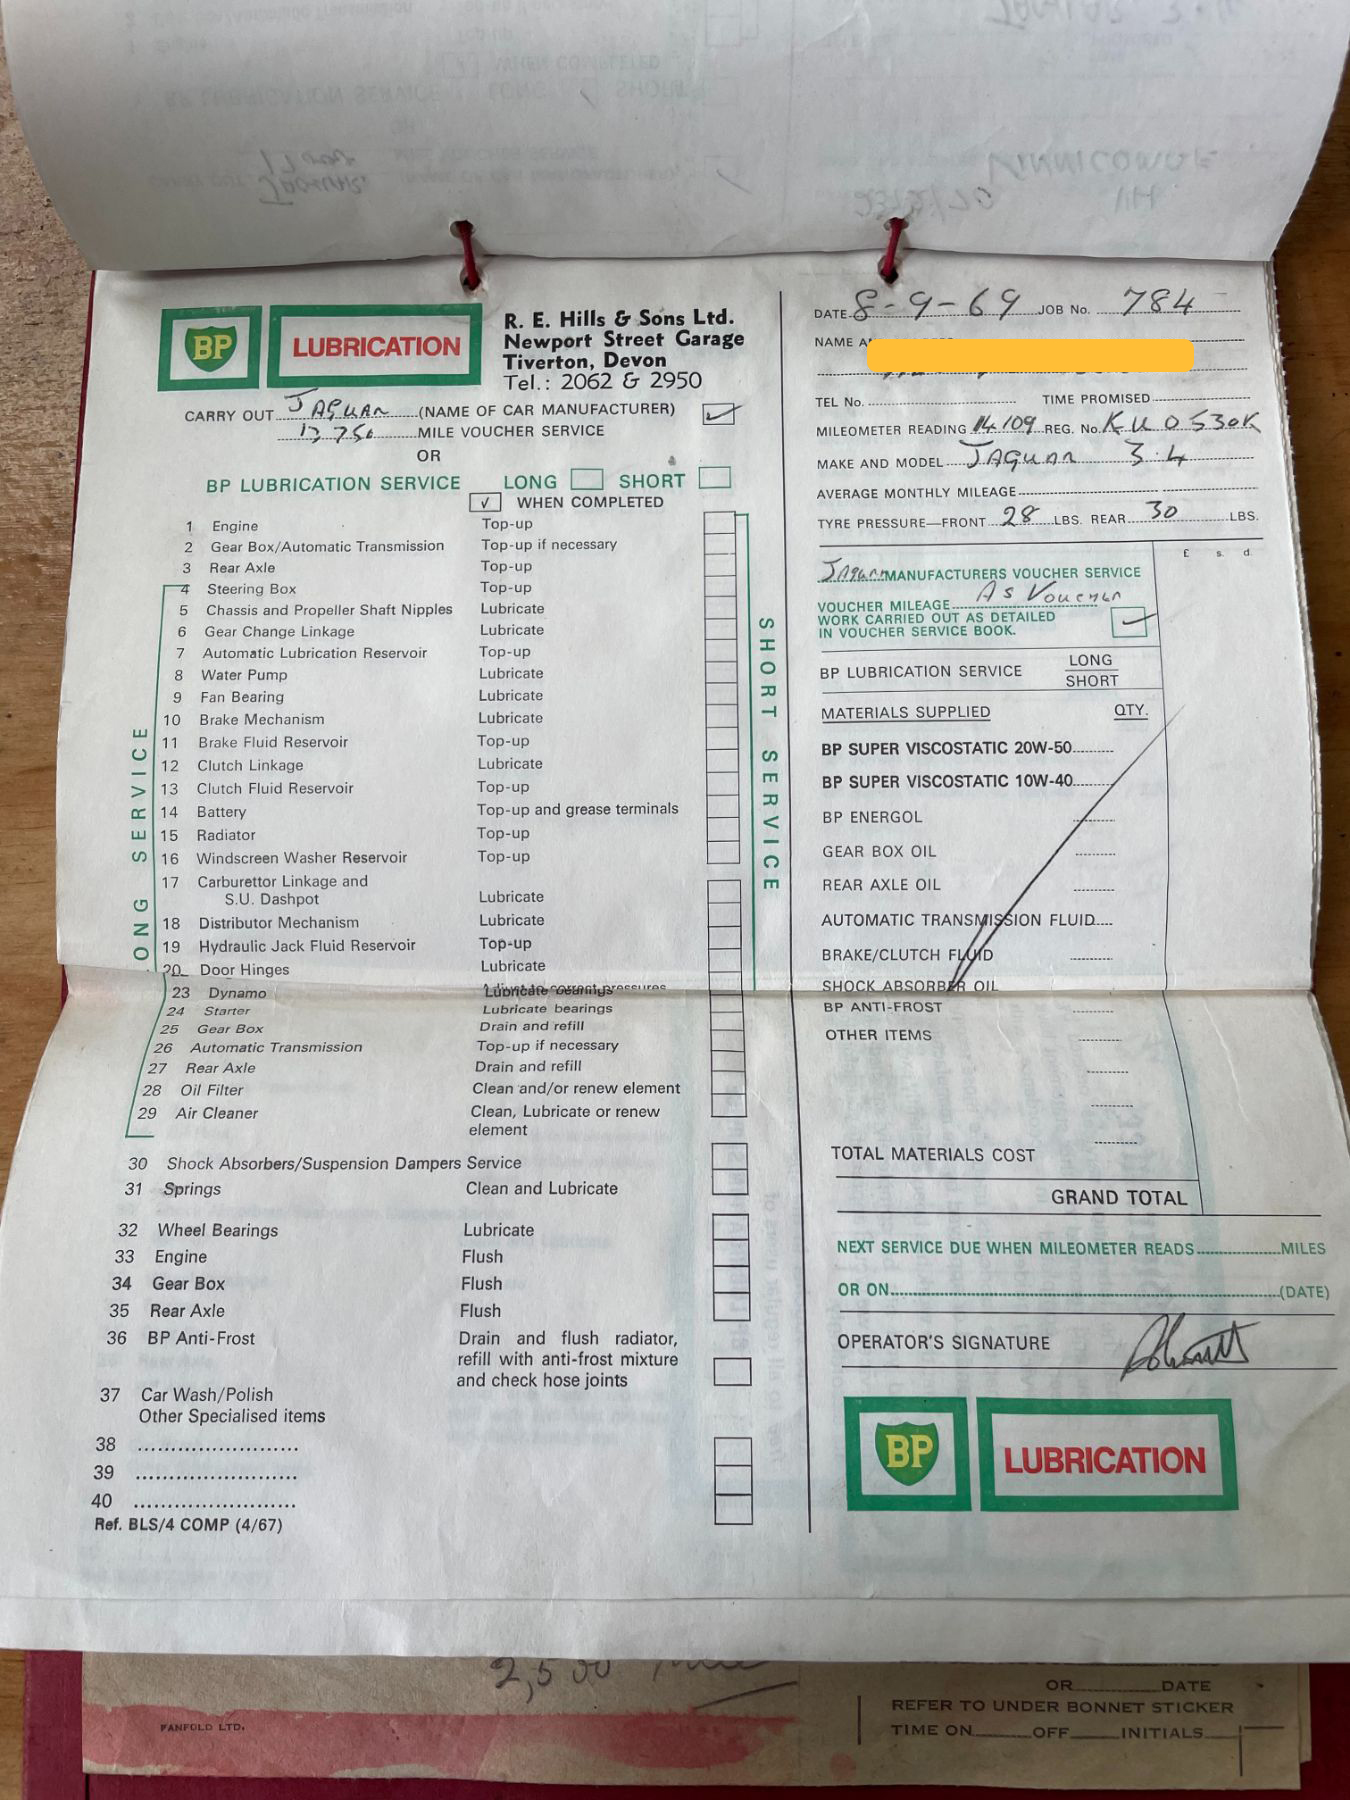 BP
LUBRICATION
R. E. Hills & Sons Ltd.
Newport Street Garage
Tiverton, Devon
Tel.: 2062 & 2950
CARRY OUT JAGUAR (NAME OF CAR MANUFACTURER) ✓
13,750 MILE VOUCHER SERVICE
OR
BP LUBRICATION SERVICE LONG SHORT
√ WHEN COMPLETED
1 Engine Top-up
2 Gear Box/Automatic Transmission Top-up if necessary
3 Rear Axle Top-up
4 Steering Box Top-up
5 Chassis and Propeller Shaft Nipples Lubricate
6 Gear Change Linkage Lubricate
7 Automatic Lubrication Reservoir Top-up
8 Water Pump Lubricate
9 Fan Bearing Lubricate
10 Brake Mechanism Lubricate
11 Brake Fluid Reservoir Top-up
12 Clutch Linkage Lubricate
13 Clutch Fluid Reservoir Top-up
14 Battery Top-up and grease terminals
15 Radiator Top-up
16 Windscreen Washer Reservoir Top-up
17 Carburettor Linkage and
S.U. Dashpot Lubricate
18 Distributor Mechanism Lubricate
19 Hydraulic Jack Fluid Reservoir Top-up
20 Door Hinges Lubricate
23 Dynamo Lubricate bearings
24 Starter Lubricate bearings
25 Gear Box Drain and refill
26 Automatic Transmission Top-up if necessary
27 Rear Axle Drain and refill
28 Oil Filter Clean and/or renew element
29 Air Cleaner Clean, Lubricate or renew
element
LONG SERVICE
SHORT SERVICE
30 Shock Absorbers/Suspension Dampers Service
31 Springs Clean and Lubricate
32 Wheel Bearings Lubricate
33 Engine Flush
34 Gear Box Flush
35 Rear Axle Flush
36 BP Anti-Frost Drain and flush radiator,
refill with anti-frost mixture
and check hose joints
37 Car Wash/Polish
Other Specialised items
38
39
40
Ref. BLS/4 COMP (4/67)
DATE 8-9-69 JOB No. 784
NAME
TEL No. TIME PROMISED
MILEOMETER READING 14109 REG. No. KUO530K
MAKE AND MODEL JAGUAR 3.4
AVERAGE MONTHLY MILEAGE
TYRE PRESSURE—FRONT 28 LBS. REAR 30 LBS.
£ s. d.
Jaguar MANUFACTURERS VOUCHER SERVICE
VOUCHER MILEAGE As Voucher
WORK CARRIED OUT AS DETAILED
IN VOUCHER SERVICE BOOK. ✓
BP LUBRICATION SERVICE LONG
SHORT
MATERIALS SUPPLIED QTY.
BP SUPER VISCOSTATIC 20W-50
BP SUPER VISCOSTATIC 10W-40
BP ENERGOL
GEAR BOX OIL
REAR AXLE OIL
AUTOMATIC TRANSMISSION FLUID
BRAKE/CLUTCH FLUID
SHOCK ABSORBER OIL
BP ANTI-FROST
OTHER ITEMS
TOTAL MATERIALS COST
GRAND TOTAL
NEXT SERVICE DUE WHEN MILEOMETER READS MILES
OR ON (DATE)
OPERATOR'S SIGNATURE
BP
LUBRICATION
2,500
FANFOLD LTD.
OR DATE
REFER TO UNDER BONNET STICKER
TIME ON OFF INITIALS